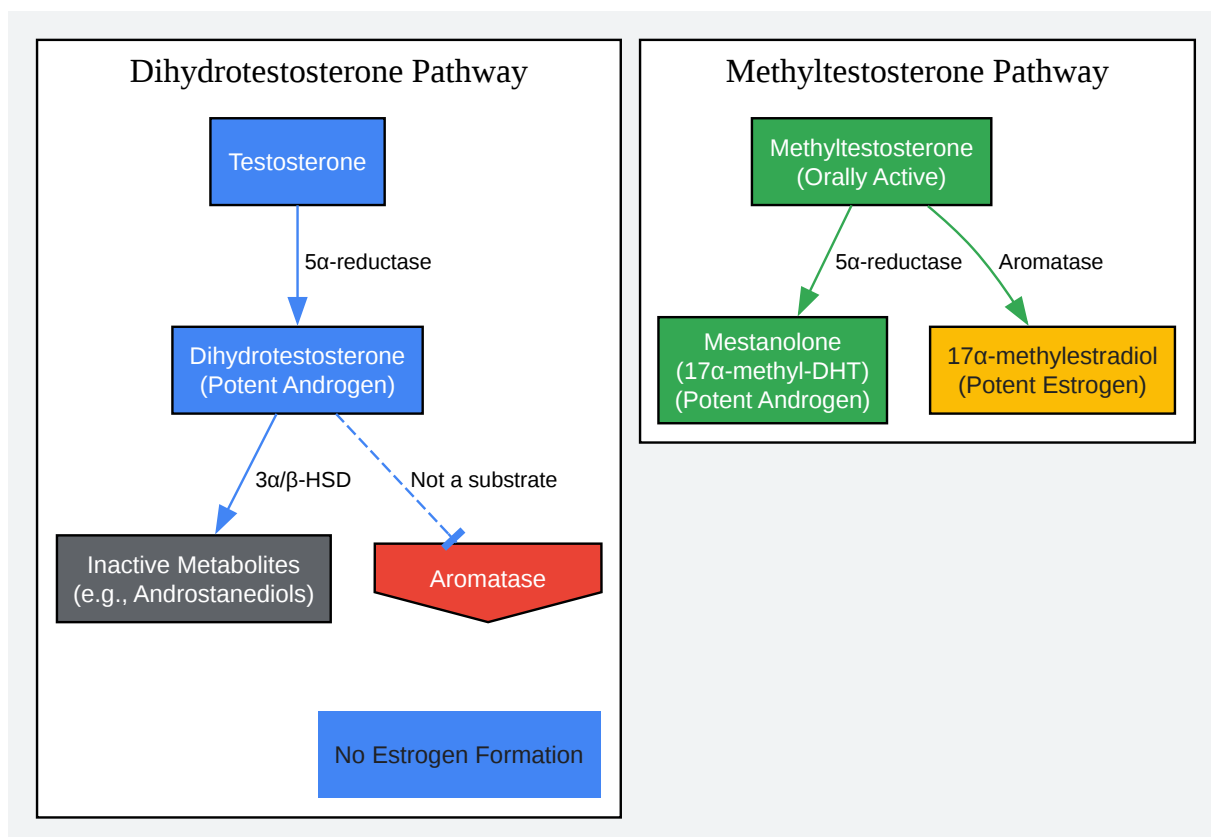 Dihydrotestosterone Pathway
Testosterone
5α-reductase
Dihydrotestosterone
(Potent Androgen)
3α/β-HSD
Not a substrate
Inactive Metabolites
(e.g., Androstanediols)
Aromatase
No Estrogen Formation
Methyltestosterone Pathway
Methyltestosterone
(Orally Active)
5α-reductase
Aromatase
Mestanolone
(17α-methyl-DHT)
(Potent Androgen)
17α-methylestradiol
(Potent Estrogen)